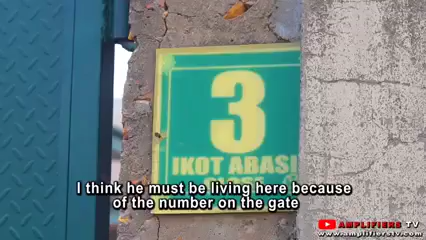 3
IKOT ABASI
I think he must be living here because
of the number on the gate
AMPLIFIERS TV
www.amplifierstv.com